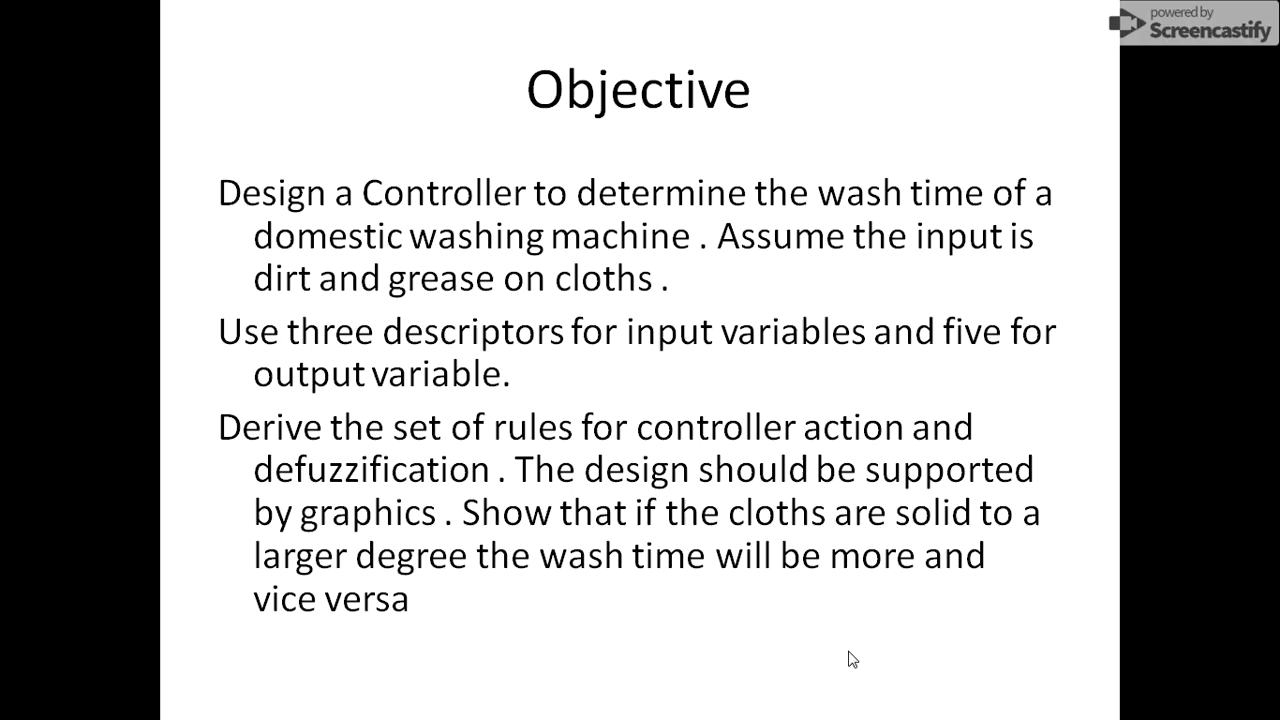 powered by
Screencastify
Objective
Design a Controller to determine the wash time of a
domestic washing machine . Assume the input is
dirt and grease on cloths .
Use three descriptors for input variables and five for
output variable.
Derive the set of rules for controller action and
defuzzification . The design should be supported
by graphics . Show that if the cloths are solid to a
larger degree the wash time will be more and
vice versa